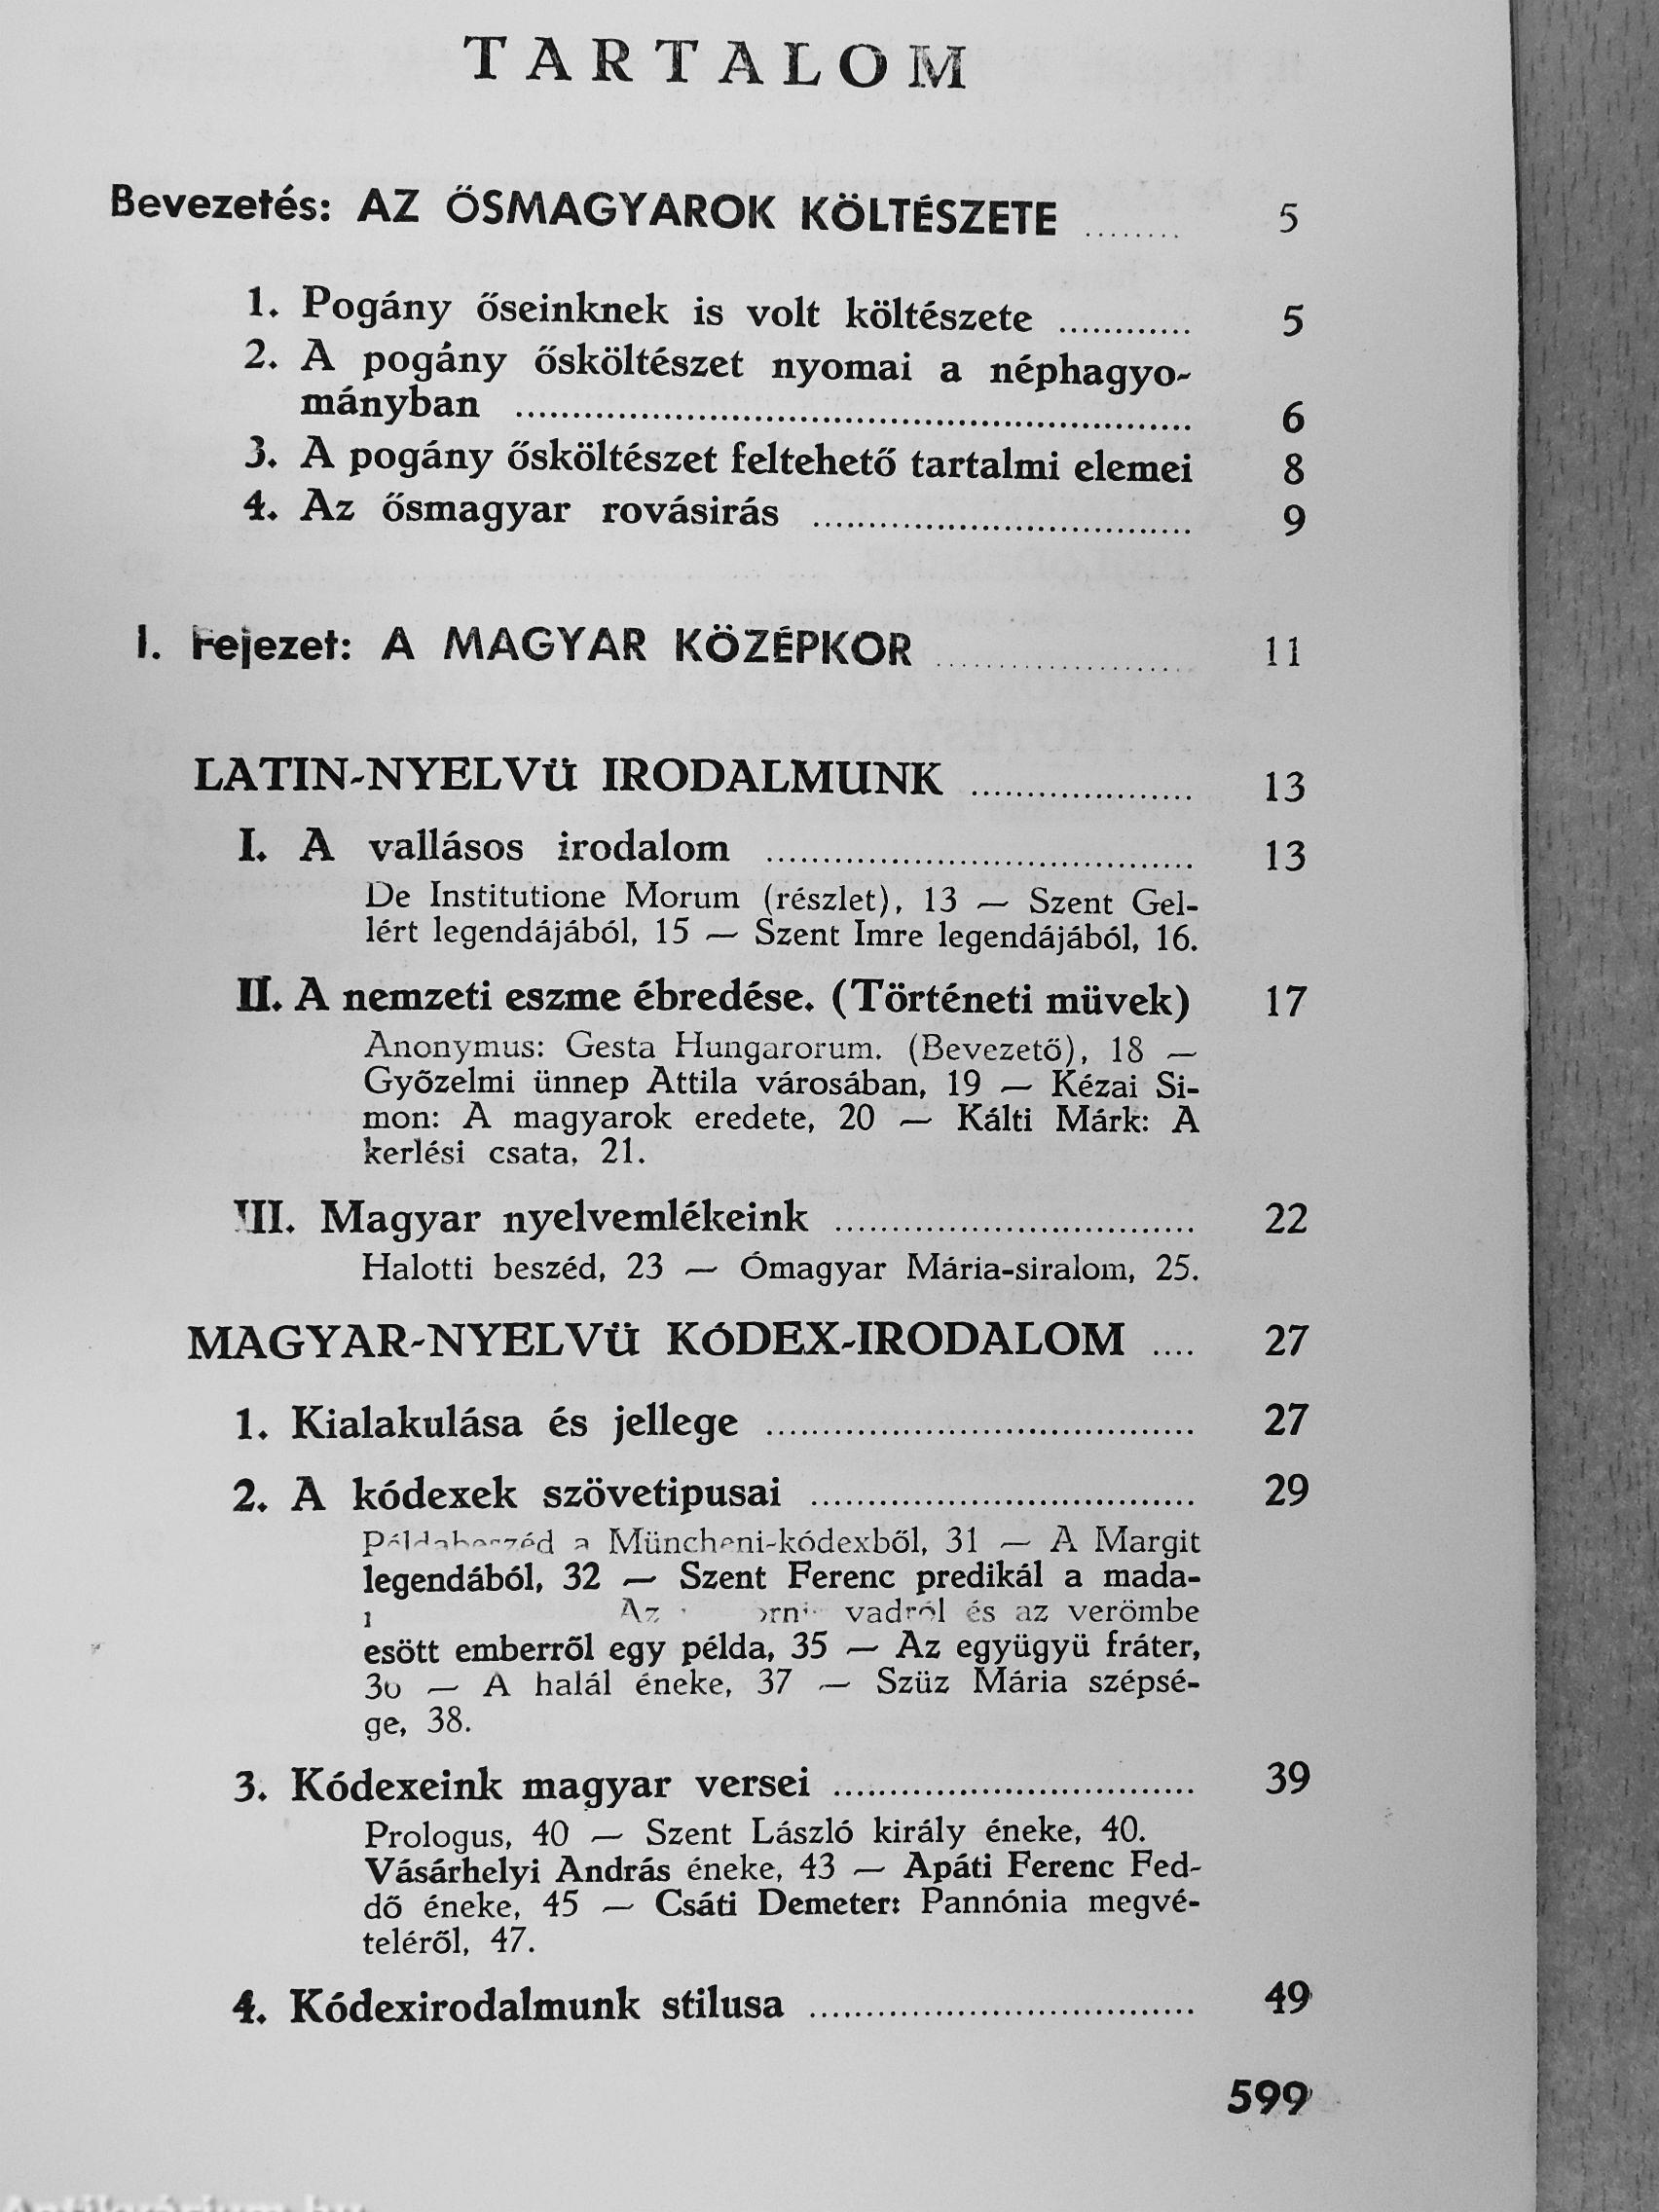 TARTALOM
Bevezetés: AZ ŐSMAGYAROK KÖLTÉSZETE ........ 5
1. Pogány őseinknek is volt költészete ............ 5
2. A pogány ősköltészet nyomai a néphagyo-
mányban ............ 6
3. A pogány ősköltészet feltehető tartalmi elemei 8
4. Az ősmagyar rovásirás ............ 9
I. Fejezet: A MAGYAR KÖZÉPKOR ............ 11
LATIN-NYELVÜ IRODALMUNK ............ 13
I. A vallásos irodalom ............ 13
De Institutione Morum (részlet), 13 — Szent Gel-
lért legendájából, 15 — Szent Imre legendájából, 16.
II. A nemzeti eszme ébredése. (Történeti müvek) 17
Anonymus: Gesta Hungarorum. (Bevezető), 18 —
Győzelmi ünnep Attila városában, 19 — Kézai Si-
mon: A magyarok eredete, 20 — Kálti Márk: A
kerlési csata, 21.
III. Magyar nyelvemlékeink ............ 22
Halotti beszéd, 23 — Ómagyar Mária-siralom, 25.
MAGYAR-NYELVÜ KÓDEX-IRODALOM .... 27
1. Kialakulása és jellege ............ 27
2. A kódexek szövetipusai ............ 29
Példabeszéd a Müncheni-kódexből, 31 — A Margit
legendából, 32 — Szent Ferenc predikál a mada-
Az vadról és az verömbe
esött emberről egy példa, 35 — Az együgyü fráter,
36 — A halál éneke, 37 — Szüz Mária szépsé-
ge, 38.
3. Kódexeink magyar versei ............ 39
Prologus, 40 — Szent László király éneke, 40.
Vásárhelyi András éneke, 43 — Apáti Ferenc Fed-
dő éneke, 45 — Csáti Demeter: Pannónia megvé-
teléről, 47.
4. Kódexirodalmunk stilusa ............ 49
599